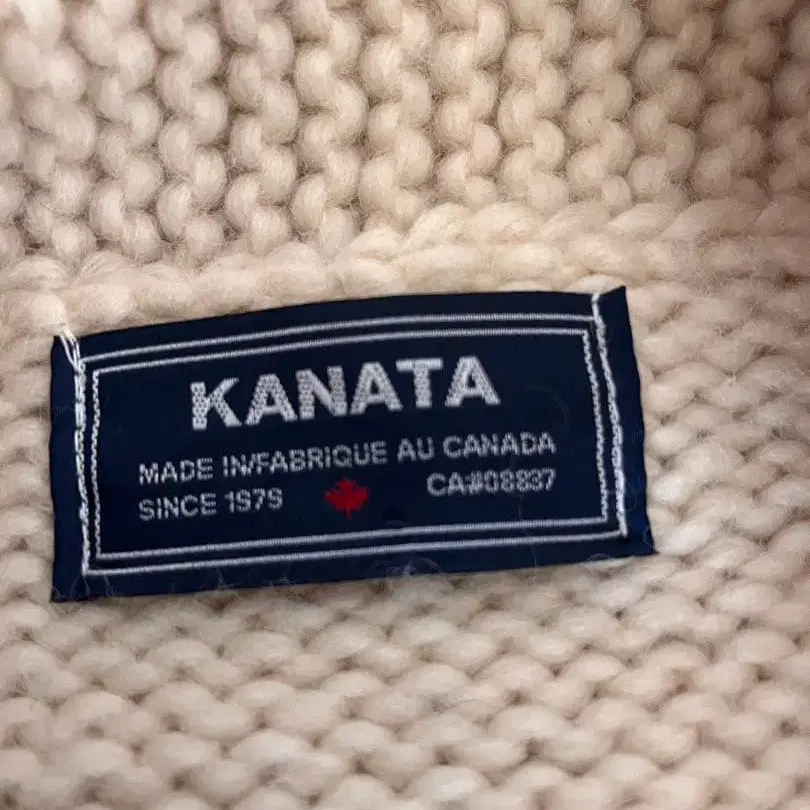 KANATA
MADE IN/FABRIQUE AU CANADA
SINCE 1979
CA#08837